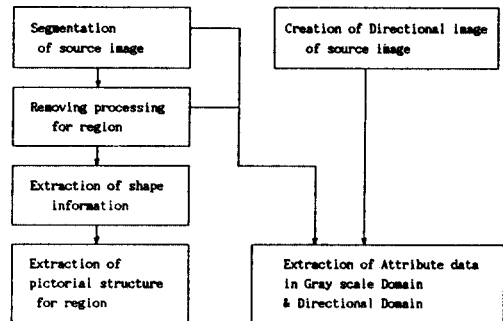 Segmentation
of source image
Creation of Directional image
of source image
Removing processing
for region
Extraction of shape
information
Extraction of
pictorial structure
for region
Extraction of Attribute data
in Gray scale Domain
& Directional Domain